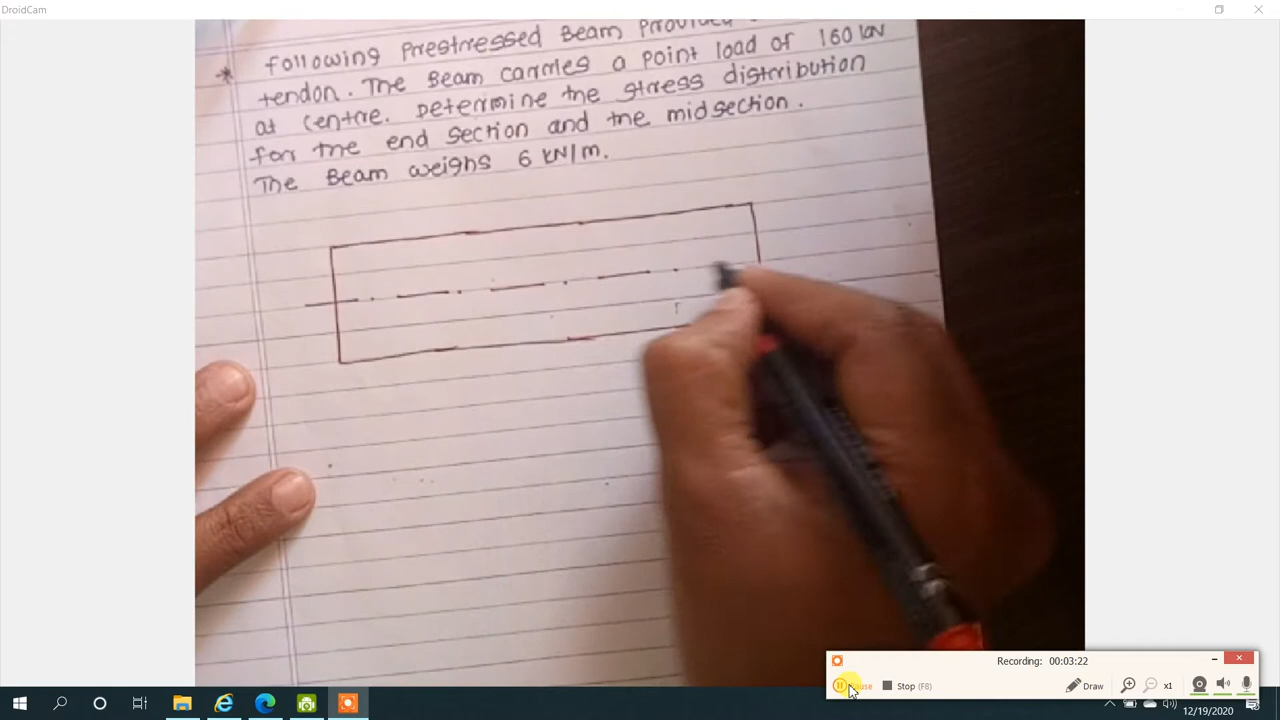 DroidCam
following Prestressed Beam Provided
* tendon. The Beam carries a point load of 160 kN
at centre. Determine the stress distribution
for the end section and the midsection.
The Beam weighs 6 kN/m.
Recording: 00:03:22
Pause Stop (F8) Draw x1
12/19/2020